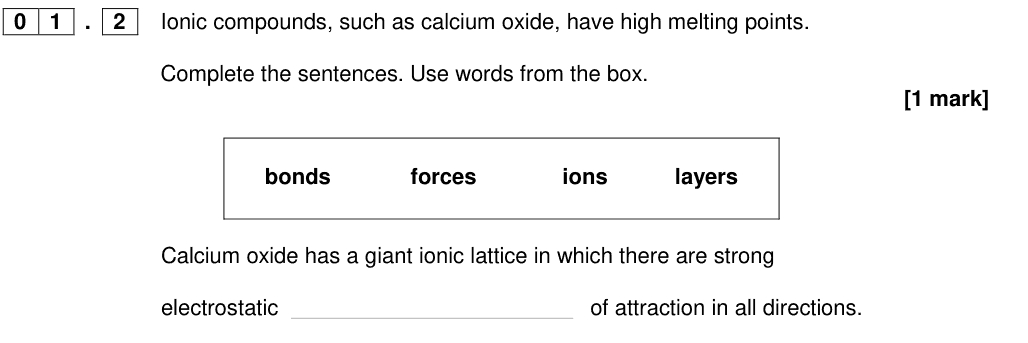 01.2 Ionic compounds, such as calcium oxide, have high melting points.
Complete the sentences. Use words from the box.
[1 mark]
bonds forces ions layers
Calcium oxide has a giant ionic lattice in which there are strong
electrostatic of attraction in all directions.